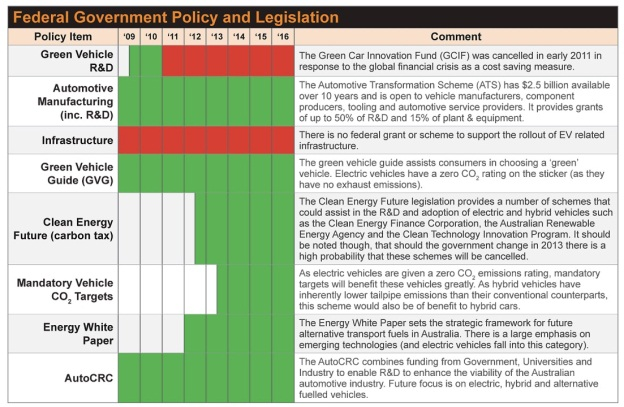 Federal Government Policy and Legislation
Policy Item '09 '10 '11 '12 '13 '14 '15 '16 Comment
Green Vehicle
R&D
The Green Car Innovation Fund (GCIF) was cancelled in early 2011 in
response to the global financial crisis as a cost saving measure.
Automotive
Manufacturing
(inc. R&D)
The Automotive Transformation Scheme (ATS) has $2.5 billion available
over 10 years and is open to vehicle manufacturers, component
producers, tooling and automotive service providers. It provides grants
of up to 50% of R&D and 15% of plant & equipment.
Infrastructure
There is no federal grant or scheme to support the rollout of EV related
infrastructure.
Green Vehicle
Guide (GVG)
The green vehicle guide assists consumers in choosing a 'green'
vehicle. Electric vehicles have a zero CO₂ rating on the sticker (as they
have no exhaust emissions).
Clean Energy
Future (carbon tax)
The Clean Energy Future legislation provides a number of schemes that
could assist in the R&D and adoption of electric and hybrid vehicles such
as the Clean Energy Finance Corporation, the Australian Renewable
Energy Agency and the Clean Technology Innovation Program. It should
be noted though, that should the government change in 2013 there is a
high probability that these schemes will be cancelled.
Mandatory Vehicle
CO₂ Targets
As electric vehicles are given a zero CO₂ emissions rating, mandatory
targets will benefit these vehicles greatly. As hybrid vehicles have
inherently lower tailpipe emissions than their conventional counterparts,
this scheme would also be of benefit to hybrid cars.
Energy White
Paper
The Energy White Paper sets the strategic framework for future
alternative transport fuels in Australia. There is a large emphasis on
emerging technologies (and electric vehicles fall into this category).
AutoCRC
The AutoCRC combines funding from Government, Universities and
Industry to enable R&D to enhance the viability of the Australian
automotive industry. Future focus is on electric, hybrid and alternative
fuelled vehicles.